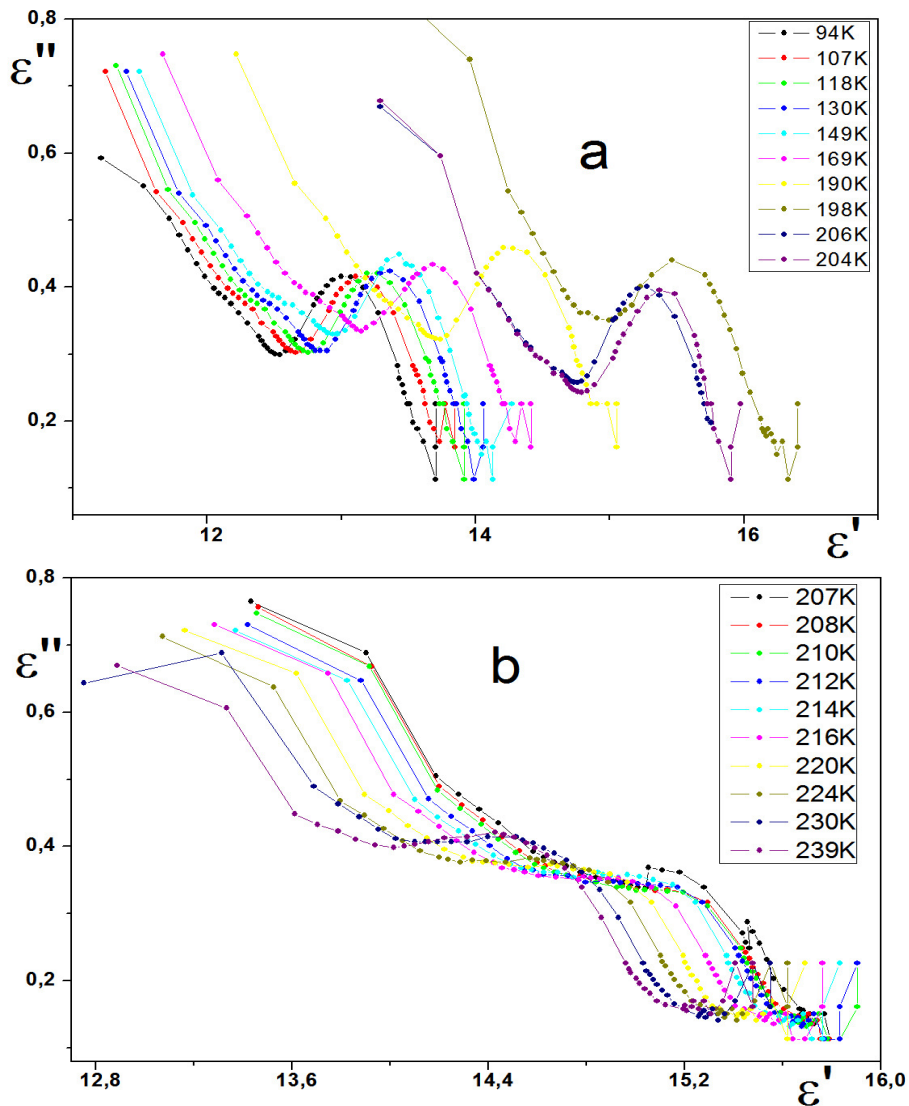 0,8
ε''
0,6
0,4
0,2
a
94K
107K
118K
130K
149K
169K
190K
198K
206K
204K
12
13
14
15
16
ε'
0,8
ε''
0,6
0,4
0,2
b
207K
208K
210K
212K
214K
216K
220K
224K
230K
239K
12,8
13,6
14,4
15,2
16,0
ε'